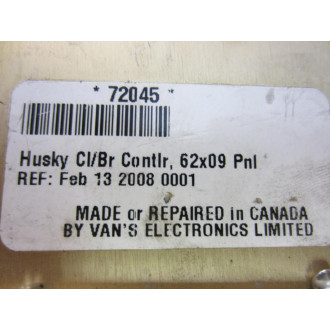 * 72045 *
Husky Cl/Br Contlr, 62x09 Pnl
REF: Feb 13 2008 0001
MADE or REPAIRED in CANADA
BY VAN'S ELECTRONICS LIMITED